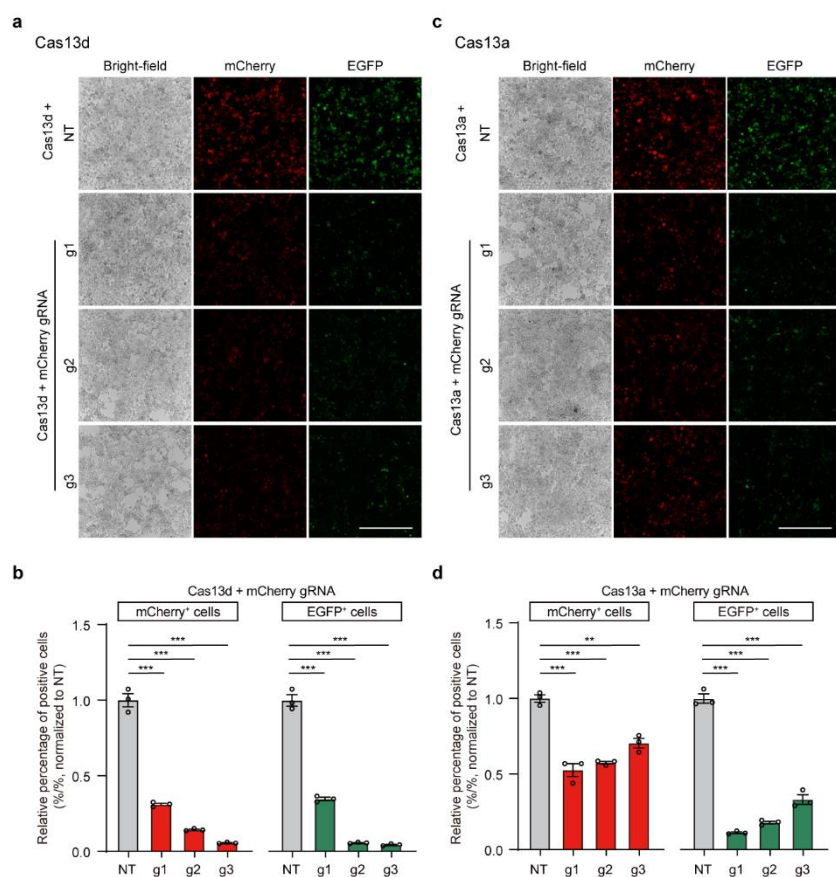 a
Cas13d
Bright-field mCherry EGFP
Cas13d +
NT
Cas13d + mCherry gRNA
g1
g2
g3
c
Cas13a
Bright-field mCherry EGFP
Cas13a +
NT
Cas13a + mCherry gRNA
g1
g2
g3
b
Cas13d + mCherry gRNA
mCherry⁺ cells EGFP⁺ cells
Relative percentage of positive cells
(%/%, normalized to NT)
1.5
1.0
0.5
0.0
***
***
***
***
***
***
NT g1 g2 g3 NT g1 g2 g3
d
Cas13a + mCherry gRNA
mCherry⁺ cells EGFP⁺ cells
Relative percentage of positive cells
(%/%, normalized to NT)
1.5
1.0
0.5
0.0
**
***
***
***
***
***
NT g1 g2 g3 NT g1 g2 g3